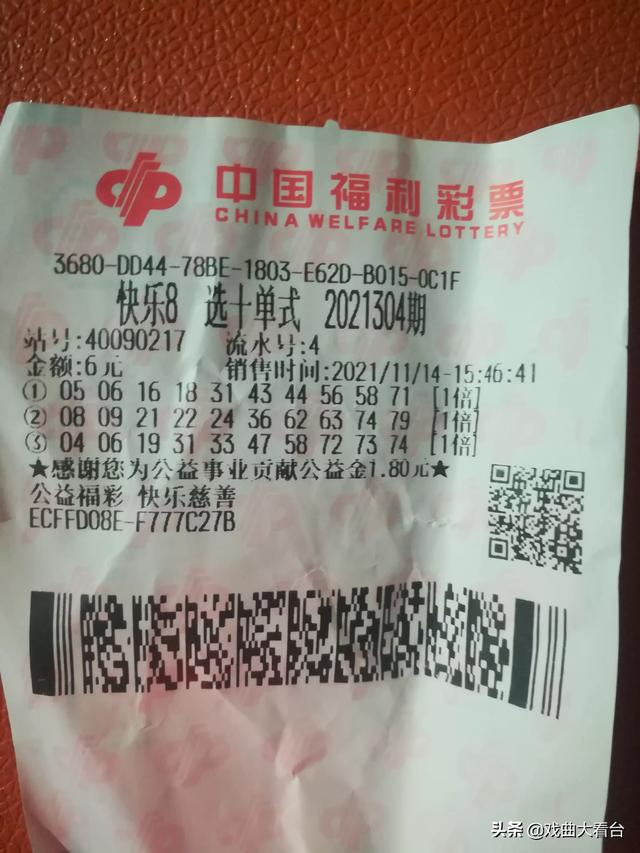 中国福利彩票
CHINA WELFARE LOTTERY
3680-DD44-78BE-1803-E62D-B015-0C1F
快乐8 选十单式 2021304期
站号:40090217 流水号:4
金额:6元 销售时间:2021/11/14-15:46:41
① 05 06 16 18 31 43 44 56 58 71 [1倍]
② 08 09 21 22 24 36 62 63 74 79 [1倍]
③ 04 06 19 31 33 47 58 72 73 74 [1倍]
★感谢您为公益事业贡献公益金1.80元★
公益福彩 快乐慈善
ECFFD08E-F777C27B
头条 @戏曲大看台